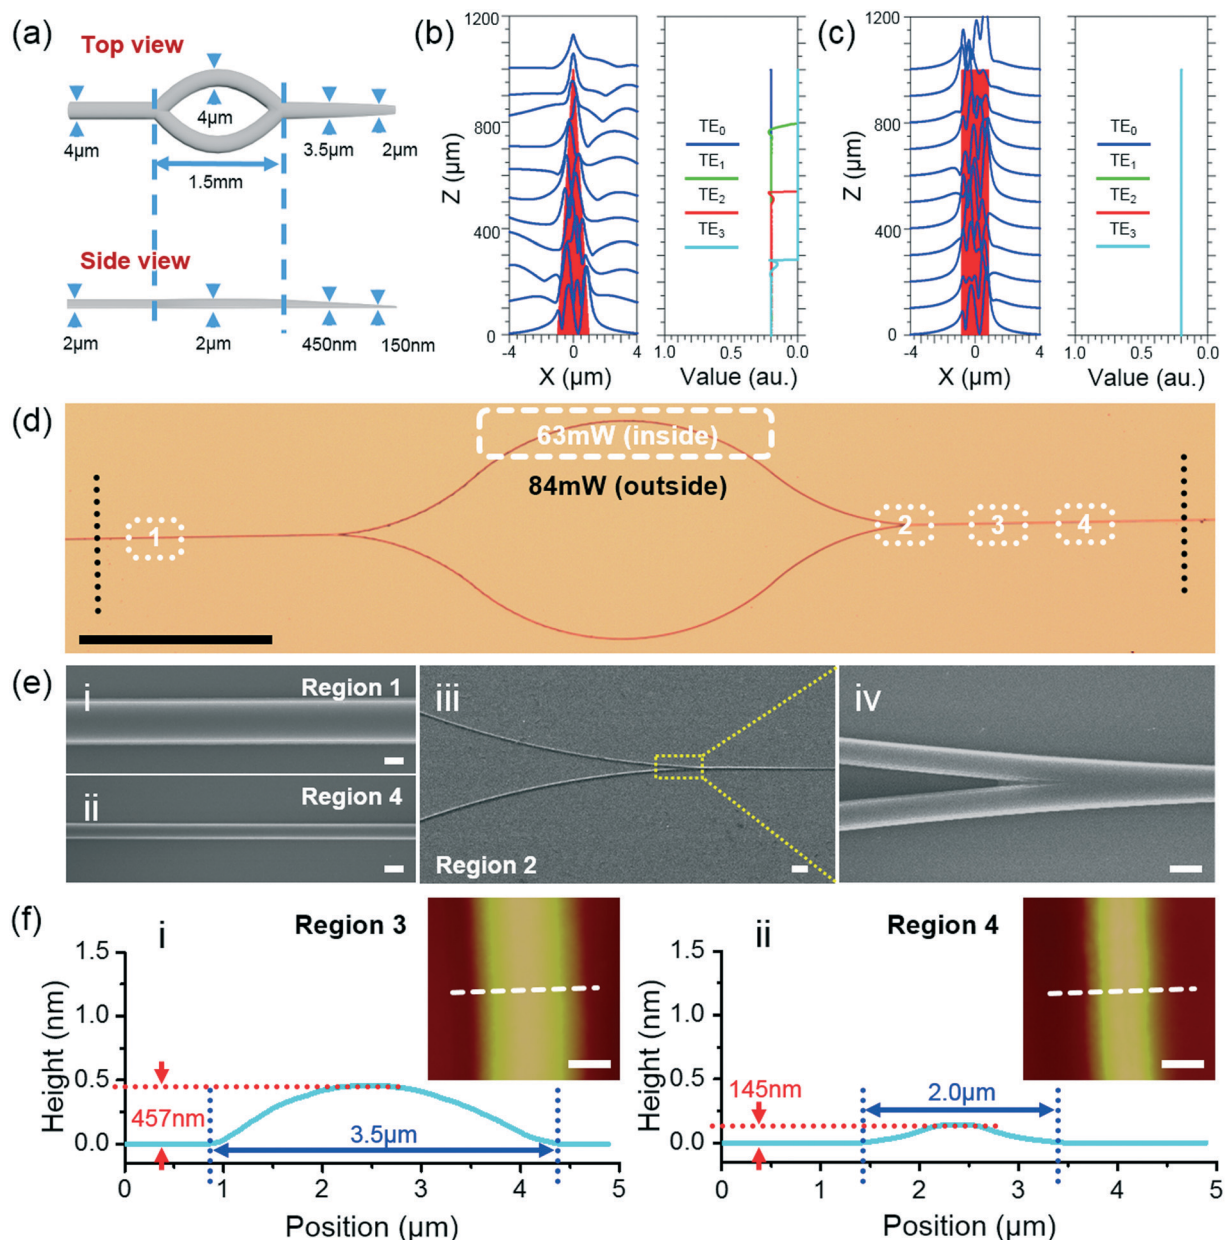 (a)
Top view
4μm
4μm
3.5μm
2μm
1.5mm
Side view
2μm
2μm
450nm
150nm
(b)
1200
800
400
0
Z (μm)
-4
0
4
X (μm)
TE0
TE1
TE2
TE3
1.0
0.5
0.0
Value (au.)
(c)
1200
800
400
0
Z (μm)
-4
0
4
X (μm)
TE0
TE1
TE2
TE3
1.0
0.5
0.0
Value (au.)
(d)
63mW (inside)
84mW (outside)
1
2
3
4
(e)
i
Region 1
ii
Region 4
iii
Region 2
iv
(f)
i
Region 3
1.5
1.0
0.5
0.0
Height (nm)
457nm
3.5μm
0
1
2
3
4
5
Position (μm)
ii
Region 4
1.5
1.0
0.5
0.0
Height (nm)
145nm
2.0μm
0
1
2
3
4
5
Position (μm)